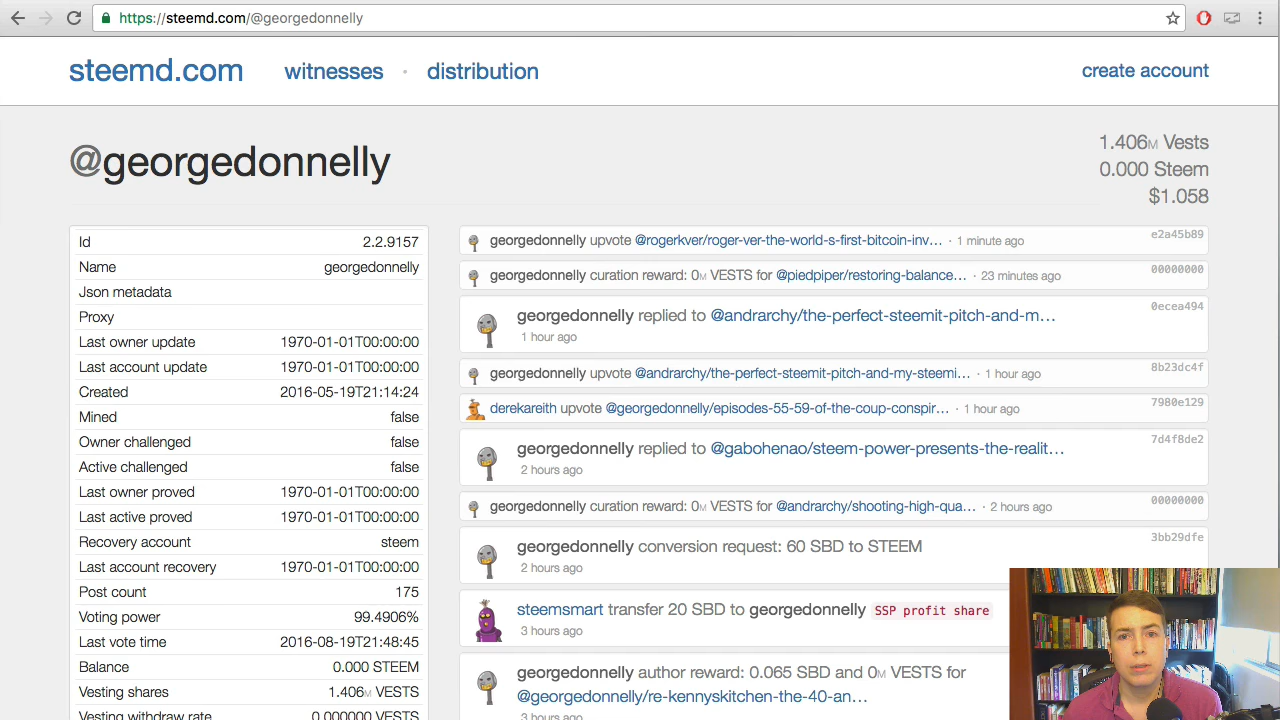 https://steemd.com/@georgedonnelly
steemd.com witnesses · distribution create account
@georgedonnelly
1.406M Vests
0.000 Steem
$1.058
Id 2.2.9157
Name georgedonnelly
Json metadata
Proxy
Last owner update 1970-01-01T00:00:00
Last account update 1970-01-01T00:00:00
Created 2016-05-19T21:14:24
Mined false
Owner challenged false
Active challenged false
Last owner proved 1970-01-01T00:00:00
Last active proved 1970-01-01T00:00:00
Recovery account steem
Last account recovery 1970-01-01T00:00:00
Post count 175
Voting power 99.4906%
Last vote time 2016-08-19T21:48:45
Balance 0.000 STEEM
Vesting shares 1.406M VESTS
Vesting withdraw rate 0.000000 VESTS
georgedonnelly upvote @rogerkver/roger-ver-the-world-s-first-bitcoin-inv… · 1 minute ago e2a45b89
georgedonnelly curation reward: 0M VESTS for @piedpiper/restoring-balance… · 23 minutes ago 00000000
georgedonnelly replied to @andrarchy/the-perfect-steemit-pitch-and-m… 0ecea494
1 hour ago
georgedonnelly upvote @andrarchy/the-perfect-steemit-pitch-and-my-steemi… · 1 hour ago 8b23dc4f
derekareith upvote @georgedonnelly/episodes-55-59-of-the-coup-conspir… · 1 hour ago 7980e129
georgedonnelly replied to @gabohenao/steem-power-presents-the-realit… 7d4f8de2
2 hours ago
georgedonnelly curation reward: 0M VESTS for @andrarchy/shooting-high-qua… · 2 hours ago 00000000
georgedonnelly conversion request: 60 SBD to STEEM 3bb29dfe
2 hours ago
steemsmart transfer 20 SBD to georgedonnelly SSP profit share
3 hours ago
georgedonnelly author reward: 0.065 SBD and 0M VESTS for
@georgedonnelly/re-kennyskitchen-the-40-an…
3 hours ago